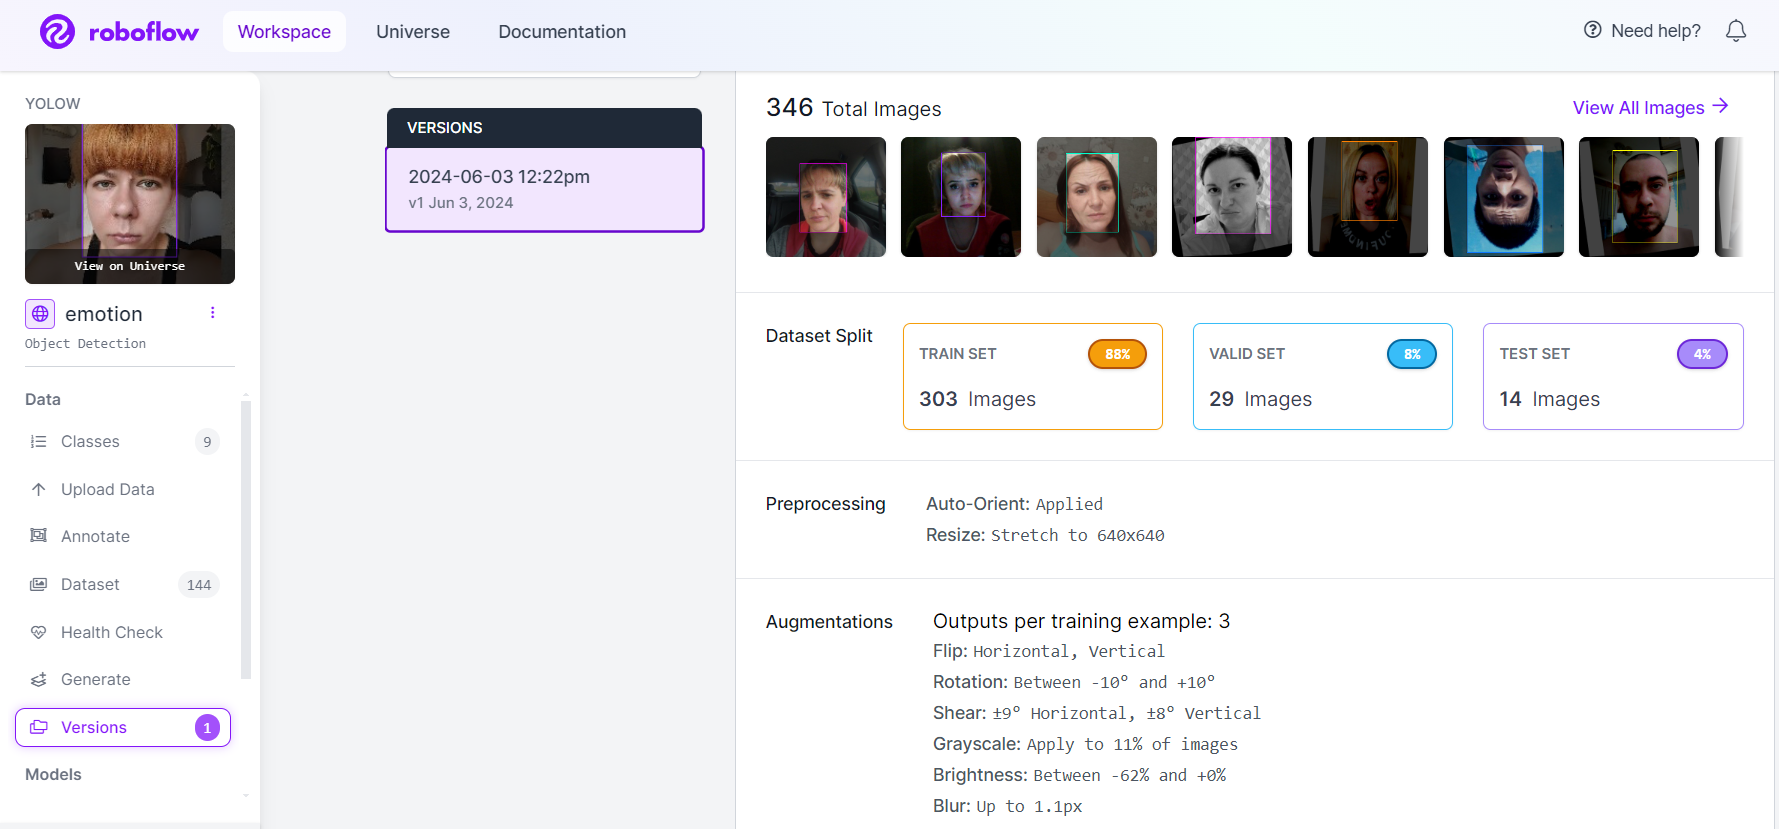 roboflow
Workspace
Universe
Documentation
Need help?
YOLOW
View on Universe
emotion
Object Detection
Data
Classes 9
Upload Data
Annotate
Dataset 144
Health Check
Generate
Versions 1
Models
VERSIONS
2024-06-03 12:22pm
v1 Jun 3, 2024
346 Total Images
View All Images →
Dataset Split
TRAIN SET 88%
303 Images
VALID SET 8%
29 Images
TEST SET 4%
14 Images
Preprocessing
Auto-Orient: Applied
Resize: Stretch to 640x640
Augmentations
Outputs per training example: 3
Flip: Horizontal, Vertical
Rotation: Between -10° and +10°
Shear: ±9° Horizontal, ±8° Vertical
Grayscale: Apply to 11% of images
Brightness: Between -62% and +0%
Blur: Up to 1.1px